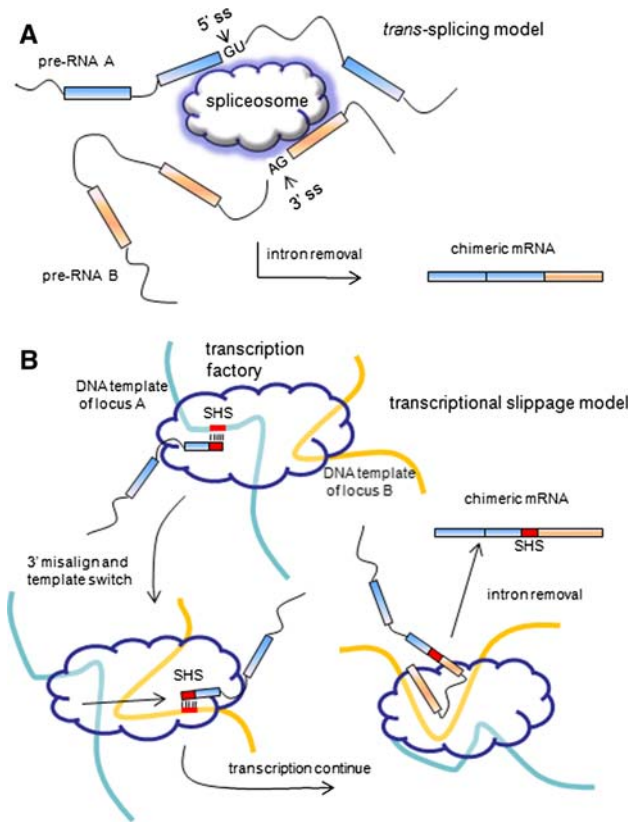 A
5' ss
GU
trans-splicing model
pre-RNA A
spliceosome
AG
3' ss
pre-RNA B
intron removal
chimeric mRNA
B
transcription
factory
DNA template
of locus A
SHS
transcriptional slippage model
DNA template
of locus B
chimeric mRNA
SHS
3' misalign and
template switch
intron removal
SHS
transcription continue